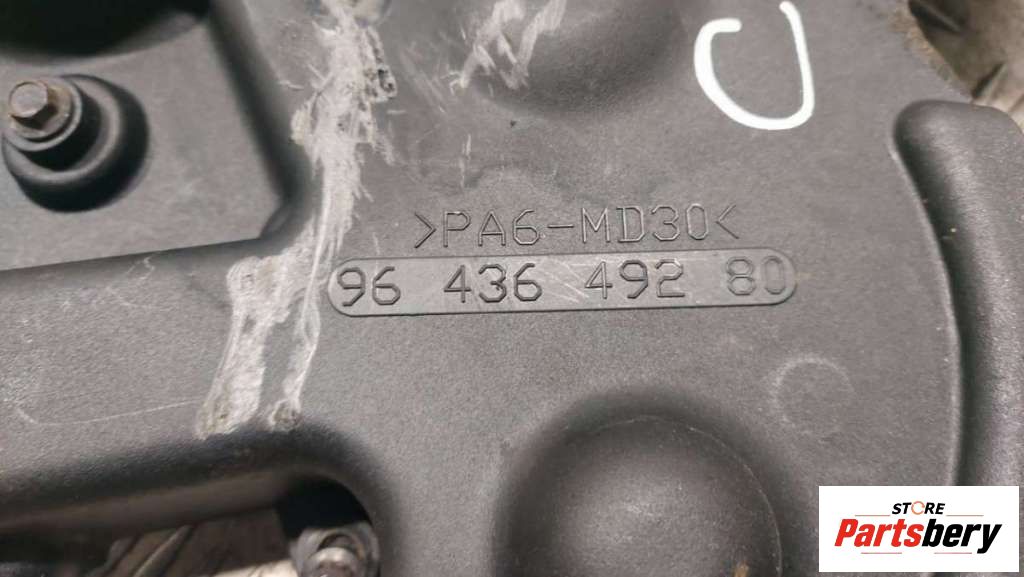 >PA6-MD30<
96 436 492 80
STORE
Partsbery